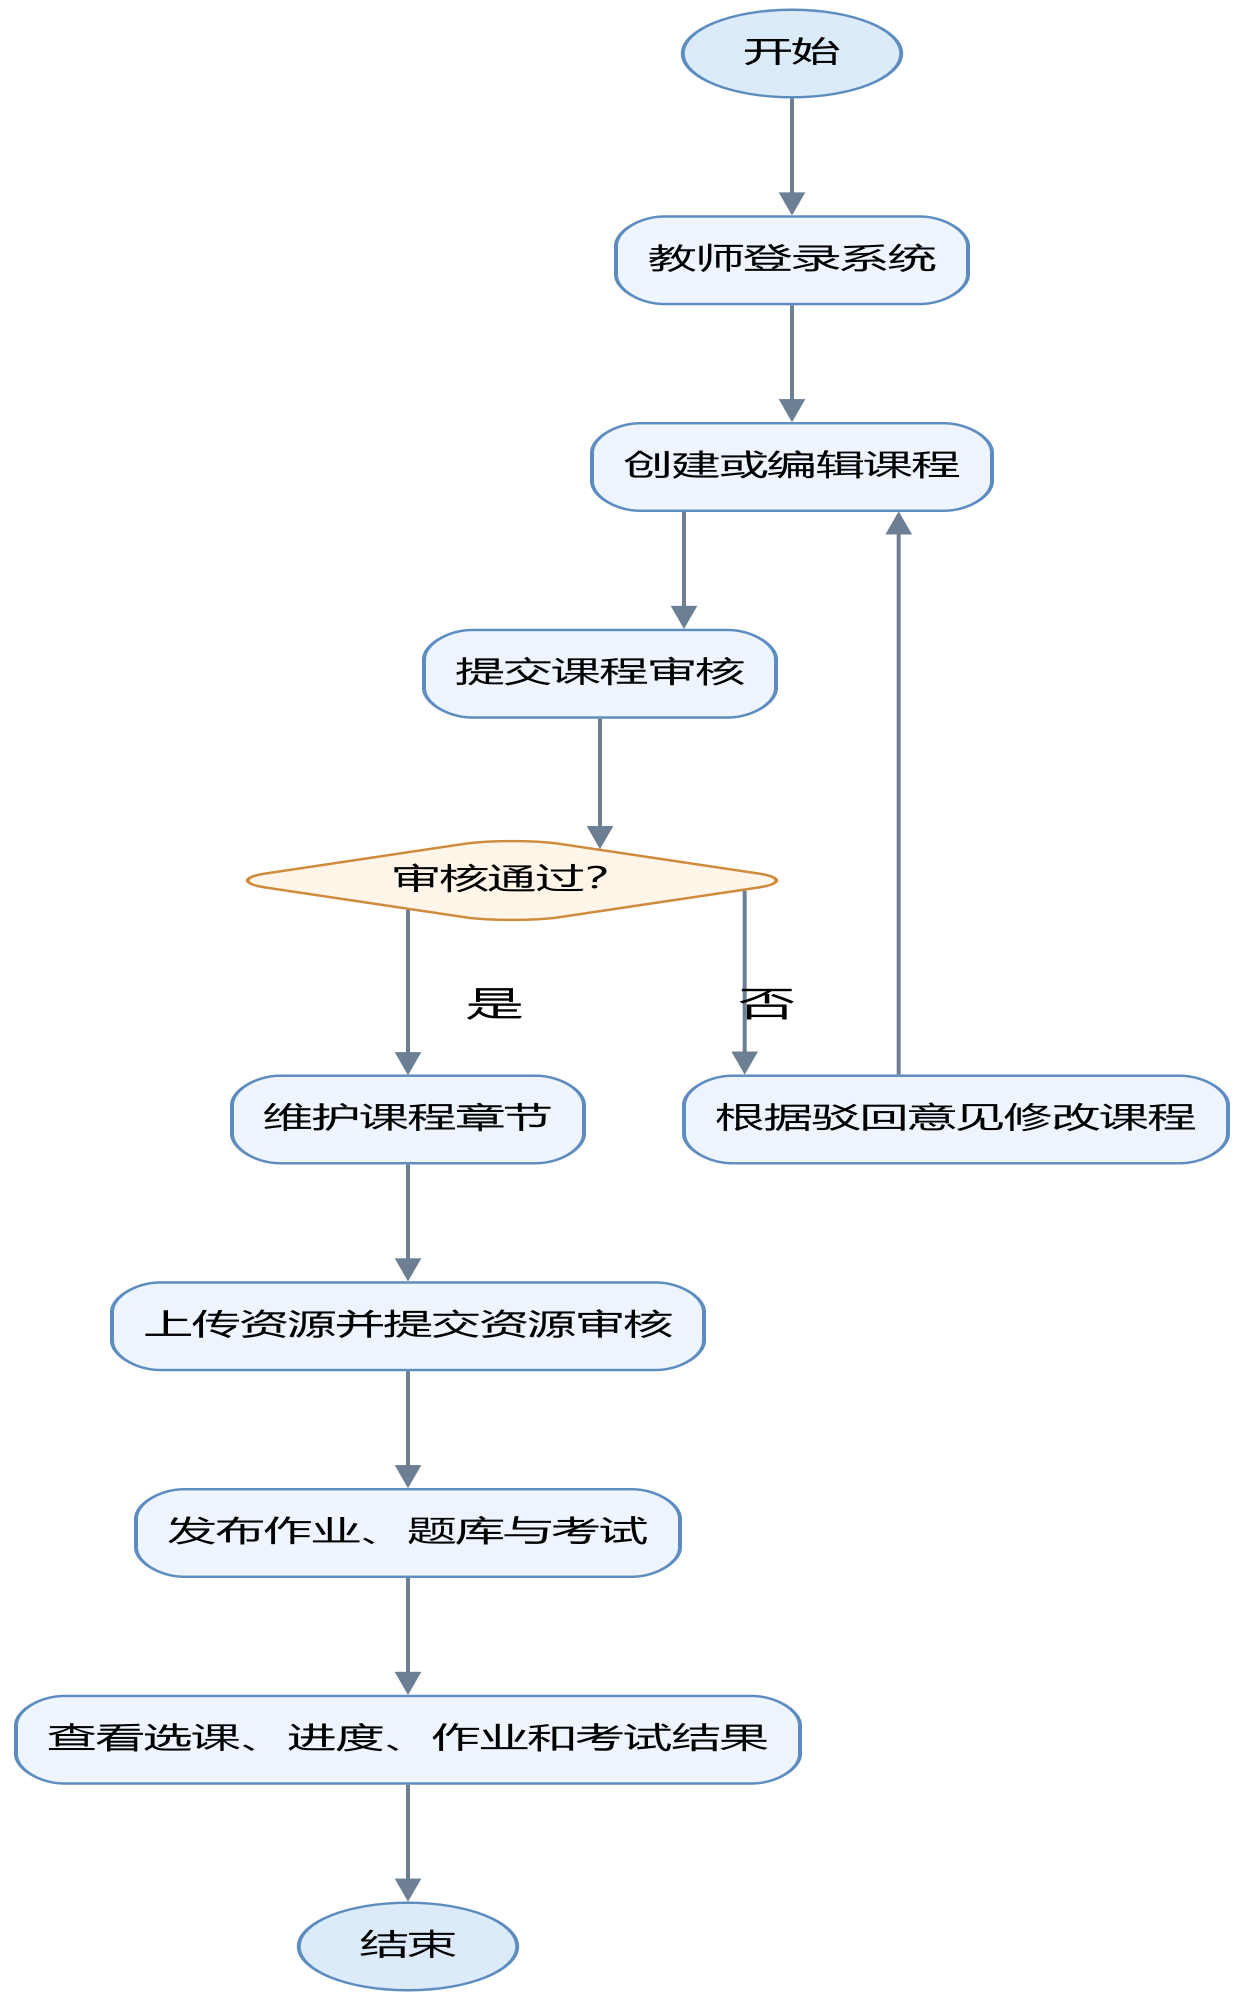 开始
教师登录系统
创建或编辑课程
提交课程审核
审核通过?
是
否
维护课程章节
根据驳回意见修改课程
上传资源并提交资源审核
发布作业、题库与考试
查看选课、进度、作业和考试结果
结束